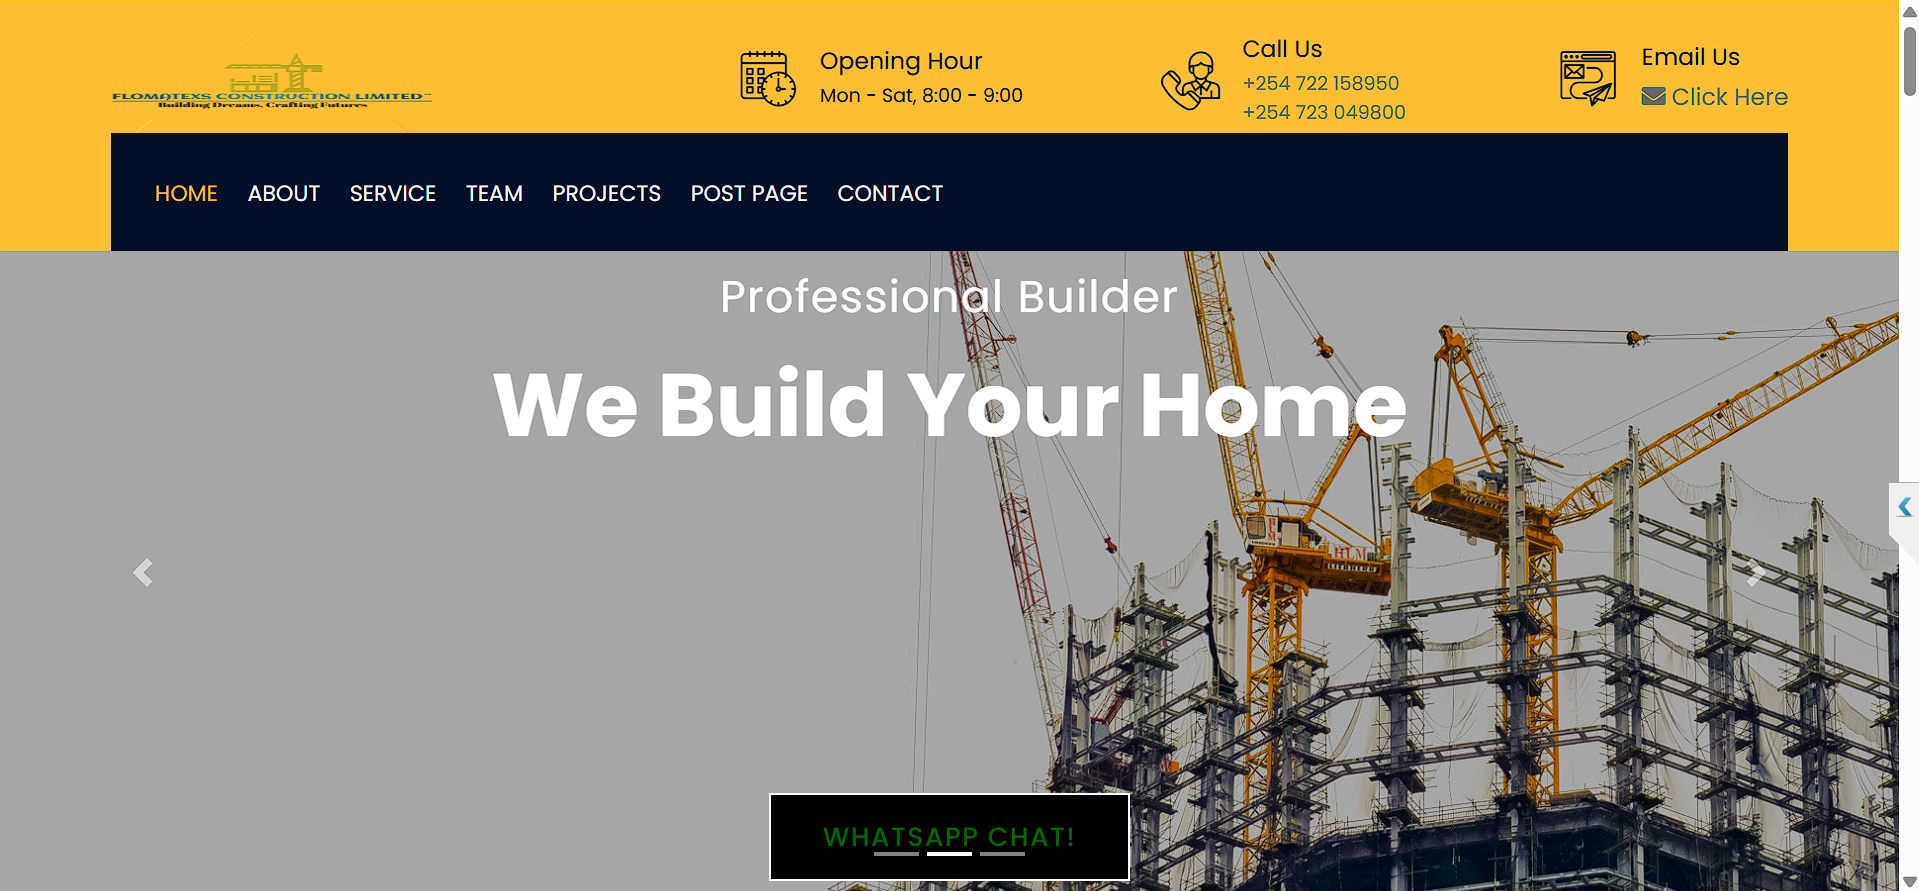 FLOMATEXS CONSTRUCTION LIMITED
Building Dreams, Crafting Futures
Opening Hour
Mon - Sat, 8:00 - 9:00
Call Us
+254 722 158950
+254 723 049800
Email Us
Click Here
HOME ABOUT SERVICE TEAM PROJECTS POST PAGE CONTACT
Professional Builder
We Build Your Home
HLM
LIEBHERR
WHATSAPP CHAT!